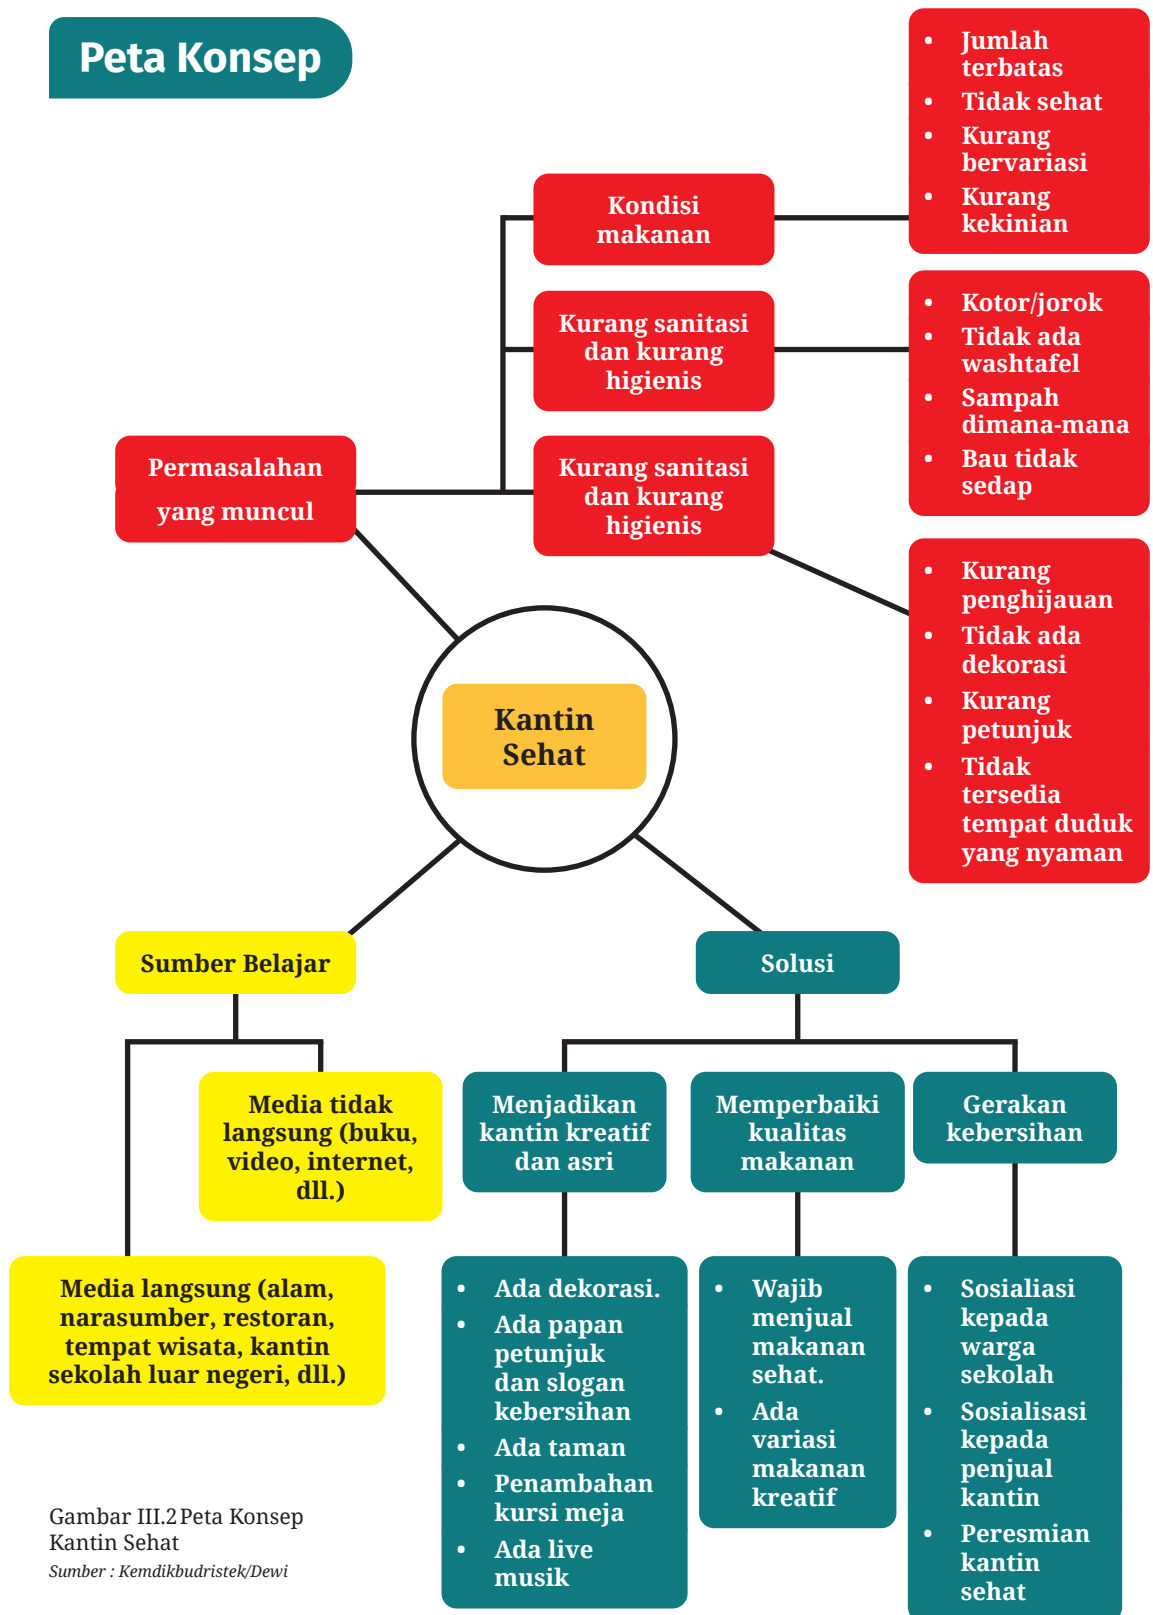 Peta Konsep
Jumlah
terbatas
Tidak sehat
Kurang
bervariasi
Kurang
kekinian
Kondisi
makanan
Kurang sanitasi
dan kurang
higienis
Kotor/jorok
Tidak ada
washtafel
Sampah
dimana-mana
Bau tidak
sedap
Permasalahan
yang muncul
Kurang sanitasi
dan kurang
higienis
Kurang
penghijauan
Tidak ada
dekorasi
Kurang
petunjuk
Tidak
tersedia
tempat duduk
yang nyaman
Kantin
Sehat
Sumber Belajar
Media tidak
langsung (buku,
video, internet,
dll.)
Media langsung (alam,
narasumber, restoran,
tempat wisata, kantin
sekolah luar negeri, dll.)
Solusi
Menjadikan
kantin kreatif
dan asri
Memperbaiki
kualitas
makanan
Gerakan
kebersihan
• Ada dekorasi.
• Ada papan
petunjuk
dan slogan
kebersihan
• Ada taman
• Penambahan
kursi meja
• Ada live
musik
• Wajib
menjual
makanan
sehat.
• Ada
variasi
makanan
kreatif
• Sosialiasi
kepada
warga
sekolah
• Sosialisasi
kepada
penjual
kantin
• Peresmian
kantin
sehat
Gambar III.2 Peta Konsep
Kantin Sehat
Sumber : Kemdikbudristek/Dewi